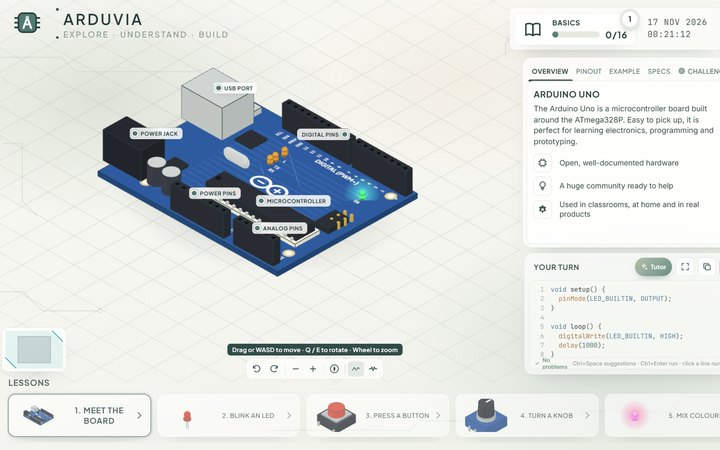 A
ARDUVIA
EXPLORE · UNDERSTAND · BUILD
BASICS
1
0/16
17 NOV 2026
00:21:12
OVERVIEW PINOUT EXAMPLE SPECS
ARDUINO UNO
The Arduino Uno is a microcontroller board built
around the ATmega328P. Easy to pick up, it is
perfect for learning electronics, programming and
prototyping.
Open, well-documented hardware
A huge community ready to help
Used in classrooms, at home and in real
products
USB PORT
POWER JACK
DIGITAL PINS
POWER PINS
MICROCONTROLLER
ANALOG PINS
DIGITAL (PWM~)
ON
YOUR TURN
Tutor
1 void setup() {
2 pinMode(LED_BUILTIN, OUTPUT);
3 }
4
5 void loop() {
6 digitalWrite(LED_BUILTIN, HIGH);
7 delay(1000);
8 }
No
problems
Ctrl+Space suggestions · Ctrl+Enter run · click a line
Drag or WASD to move · Q / E to rotate · Wheel to zoom
LESSONS
1. MEET THE
BOARD
2. BLINK AN LED
3. PRESS A BUTTON
4. TURN A KNOB
5. MIX COLOUR